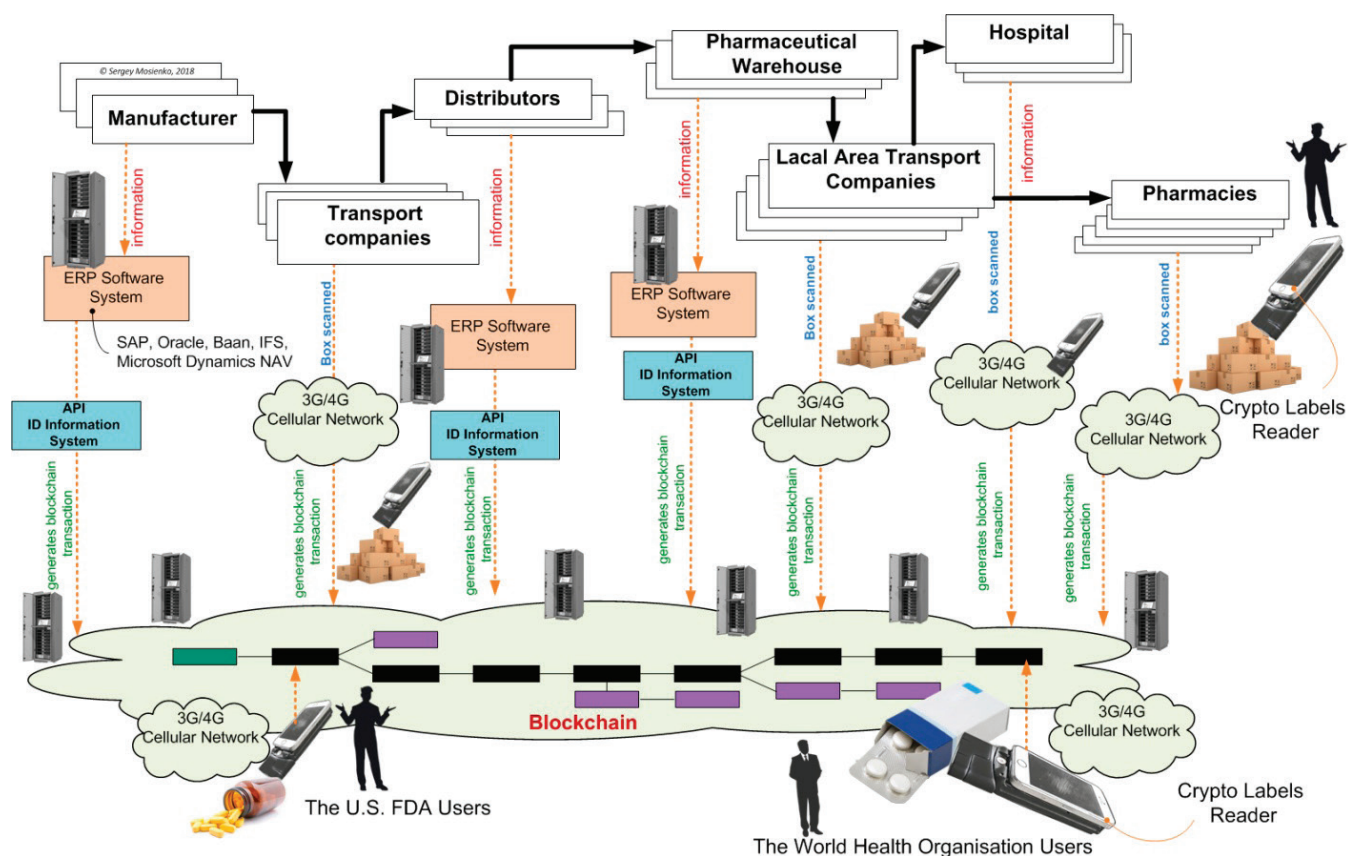 © Sergey Mosienko, 2018
Manufacturer
Transport
companies
Distributors
Pharmaceutical
Warehouse
Lacal Area Transport
Companies
Hospital
Pharmacies
information
information
information
information
ERP Software
System
SAP, Oracle, Baan, IFS,
Microsoft Dynamics NAV
API
ID Information
System
generates blockchain
transaction
Box scanned
3G/4G
Cellular Network
generates blockchain
transaction
ERP Software
System
API
ID Information
System
generates blockchain
transaction
ERP Software
System
API
ID Information
System
generates blockchain
transaction
Box scanned
3G/4G
Cellular Network
generates blockchain
transaction
box scanned
3G/4G
Cellular Network
generates blockchain
transaction
box scanned
3G/4G
Cellular Network
generates blockchain
transaction
Crypto Labels
Reader
Blockchain
3G/4G
Cellular Network
The U.S. FDA Users
3G/4G
Cellular Network
The World Health Organisation Users
Crypto Labels
Reader